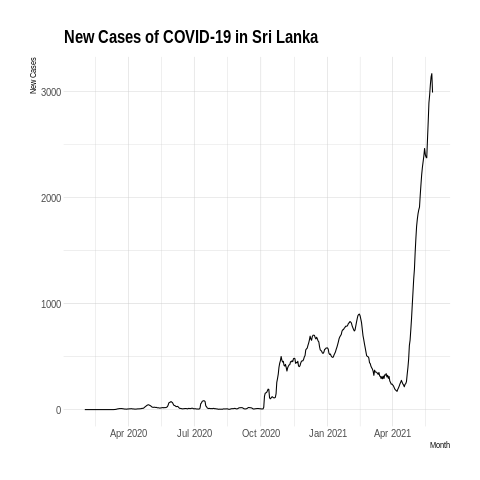 New Cases of COVID-19 in Sri Lanka
New Cases
3000
2000
1000
0
Apr 2020 Jul 2020 Oct 2020 Jan 2021 Apr 2021
Month